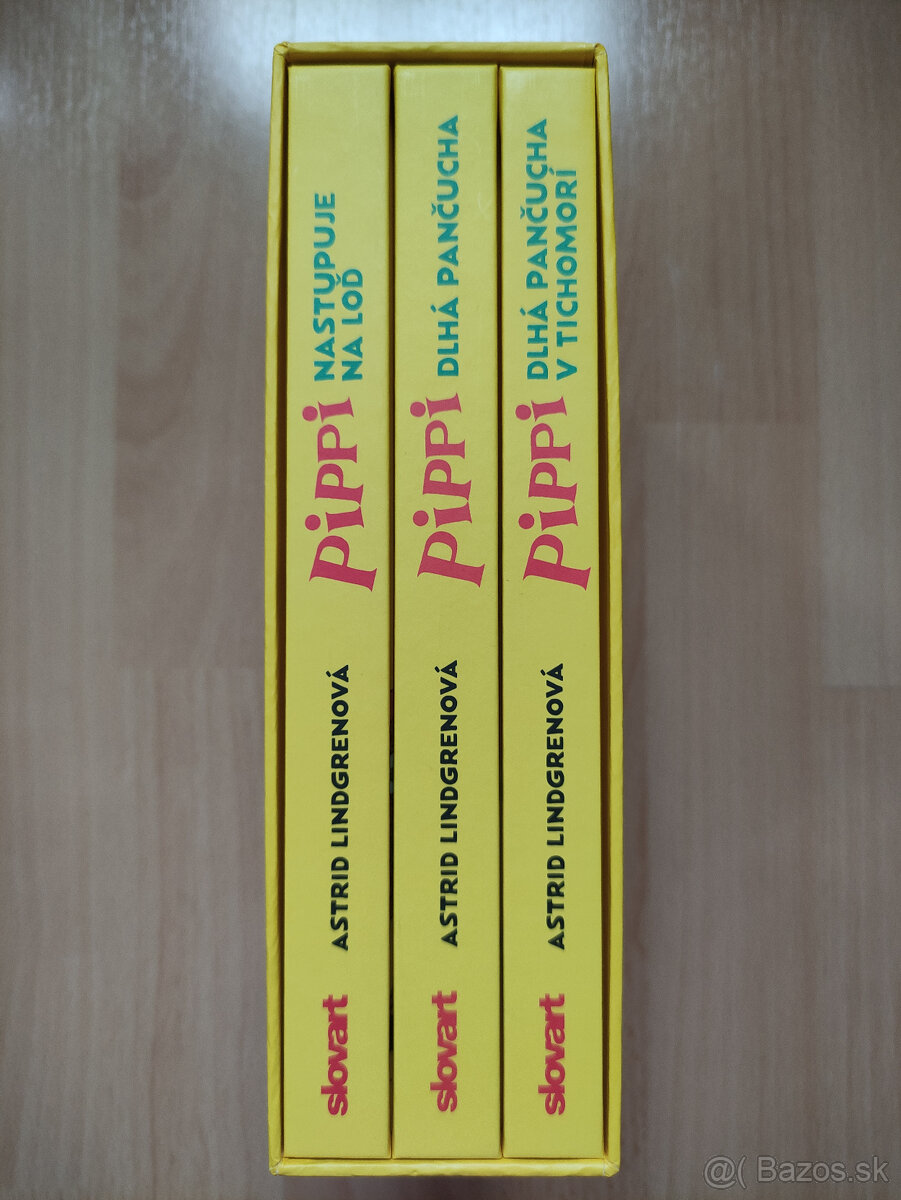 slovart
ASTRID LINDGRENOVÁ
PiPPi
NASTUPUJE
NA LOĎ
slovart
ASTRID LINDGRENOVÁ
PiPPi
DLHÁ PANČUCHA
slovart
ASTRID LINDGRENOVÁ
PiPPi
DLHÁ PANČUCHA
V TICHOMORÍ
@( Bazos.sk